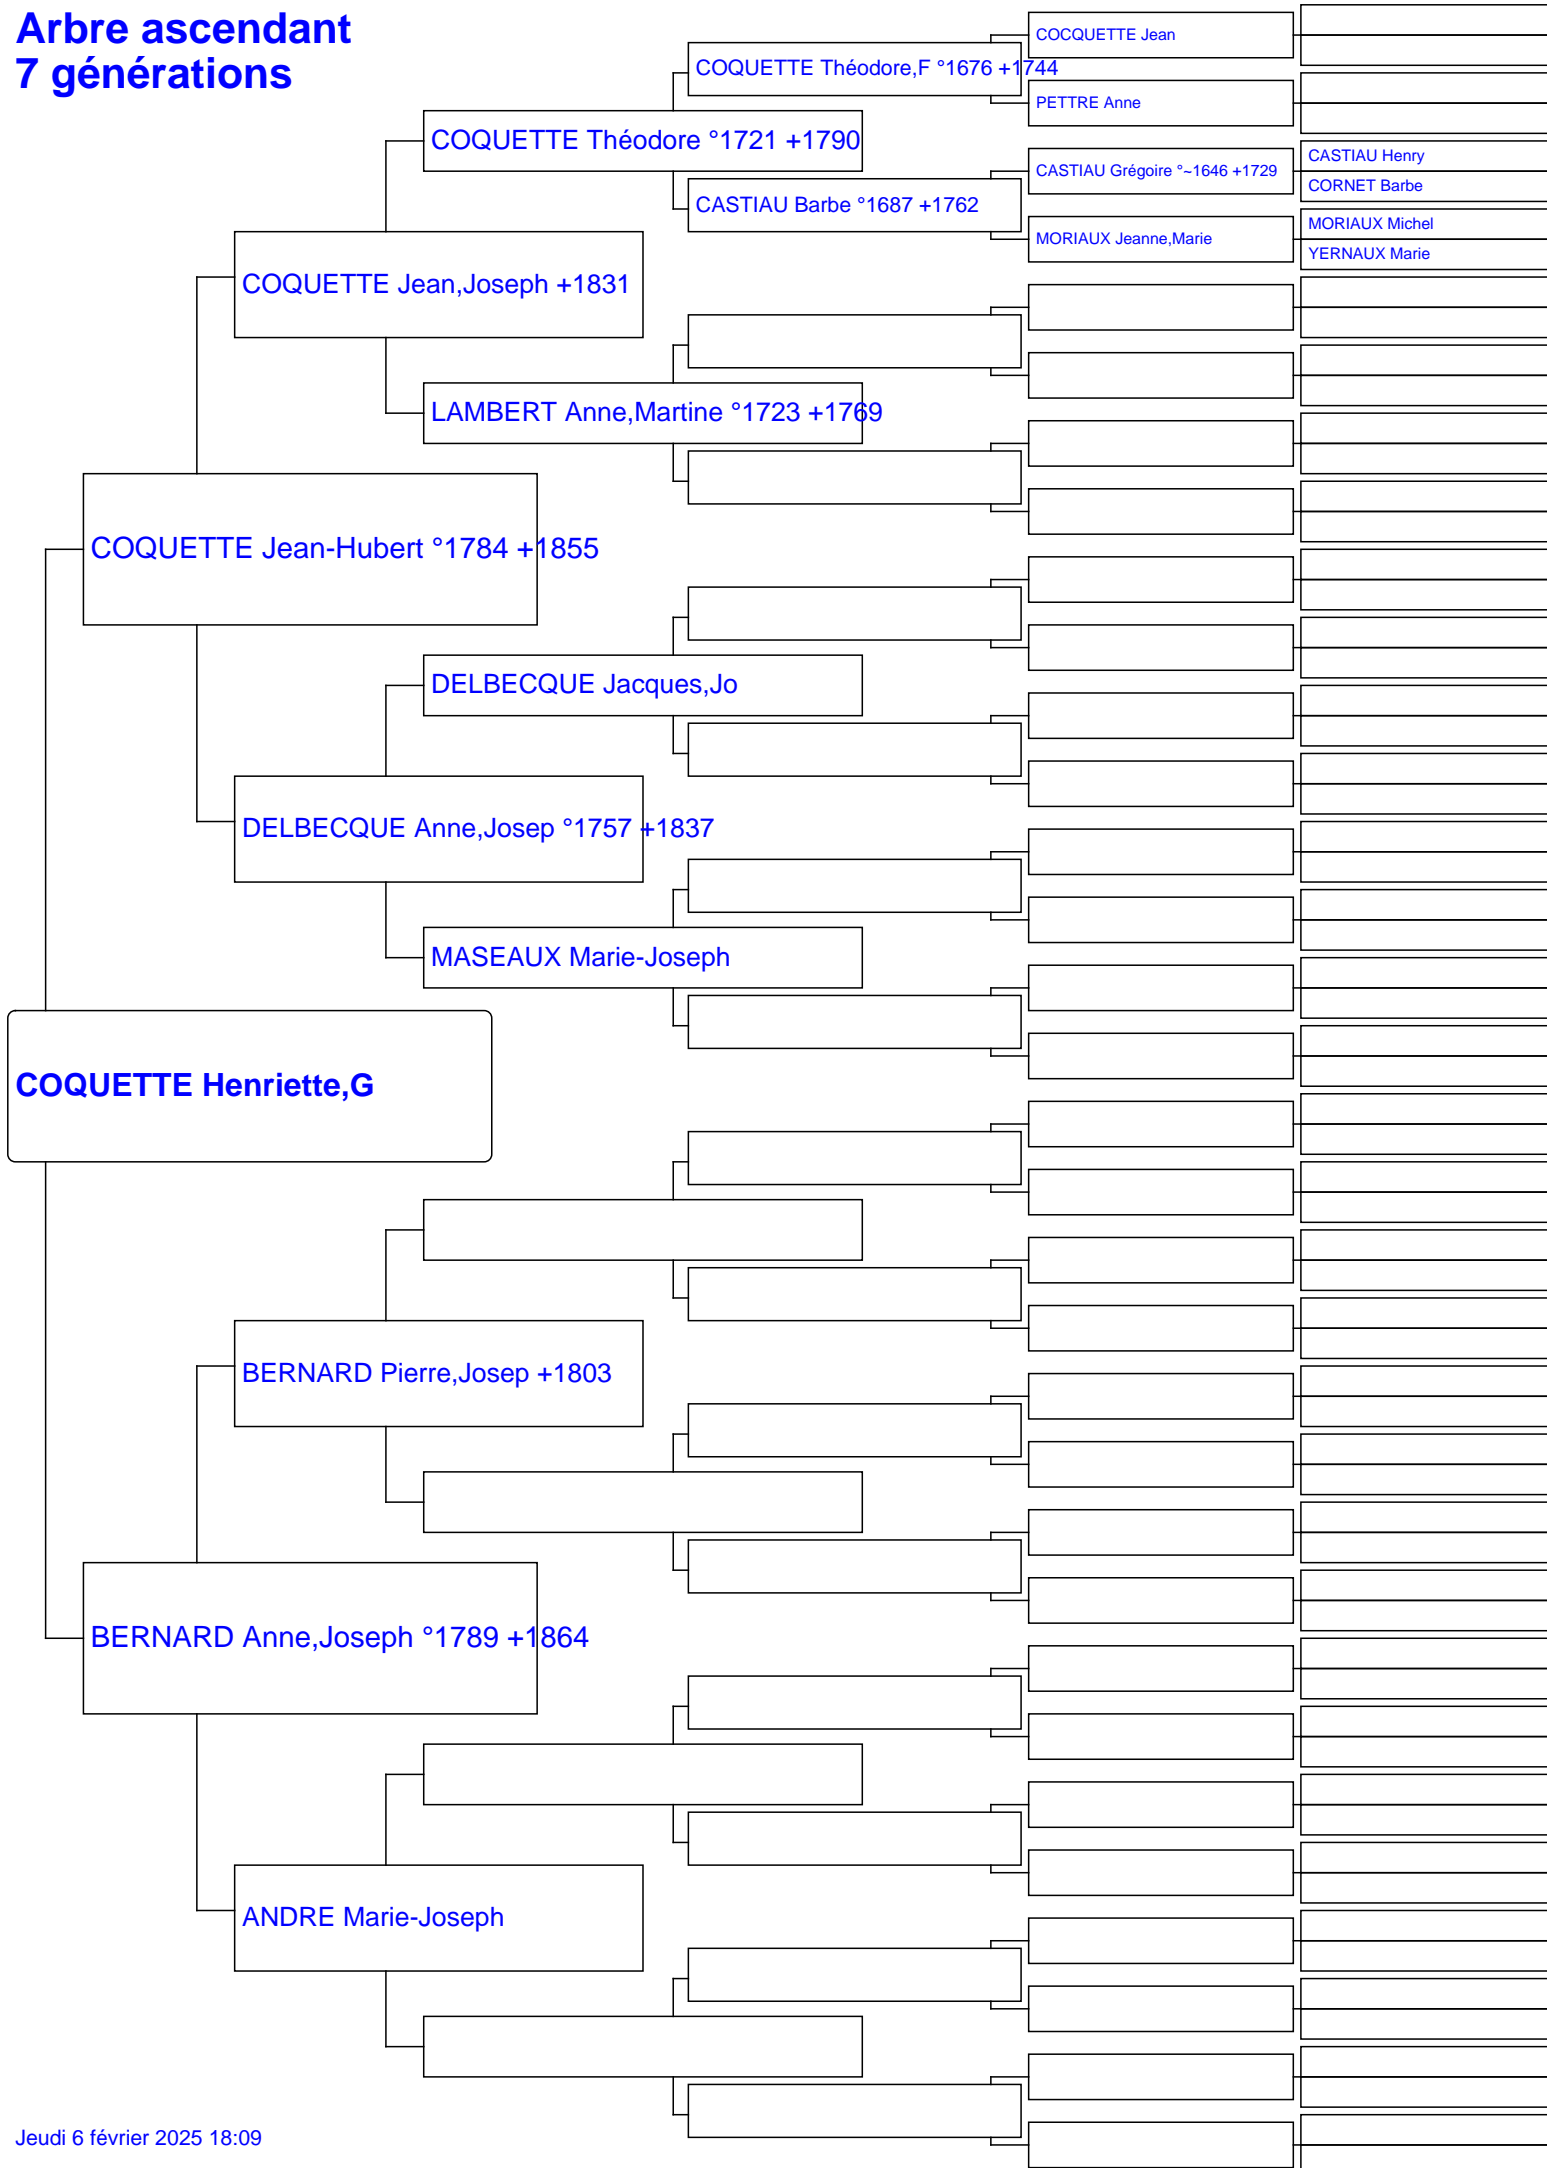 Arbre ascendant
7 générations
COCQUETTE Jean
COQUETTE Théodore,F °1676 +1744
PETTRE Anne
COQUETTE Théodore °1721 +1790
CASTIAU Henry
CASTIAU Grégoire °~1646 +1729
CORNET Barbe
CASTIAU Barbe °1687 +1762
MORIAUX Michel
MORIAUX Jeanne,Marie
YERNAUX Marie
COQUETTE Jean,Joseph +1831
LAMBERT Anne,Martine °1723 +1769
COQUETTE Jean-Hubert °1784 +1855
DELBECQUE Jacques,Jo
DELBECQUE Anne,Josep °1757 +1837
MASEAUX Marie-Joseph
COQUETTE Henriette,G
BERNARD Pierre,Josep +1803
BERNARD Anne,Joseph °1789 +1864
ANDRE Marie-Joseph
Jeudi 6 février 2025 18:09